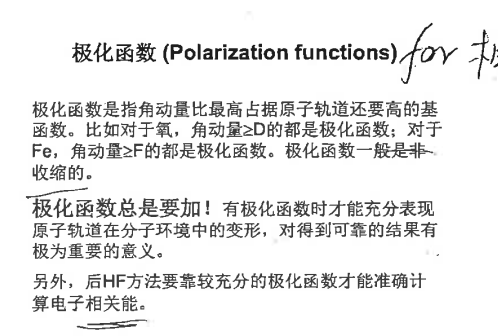 极化函数 (Polarization functions) for
极化函数是指角动量比最高占据原子轨道还要高的基
函数。比如对于氧，角动量≥D的都是极化函数；对于
Fe，角动量≥F的都是极化函数。极化函数一般是非
收缩的。
极化函数总是要加！有极化函数时才能充分表现
原子轨道在分子环境中的变形，对得到可靠的结果有
极为重要的意义。
另外，后HF方法要靠较充分的极化函数才能准确计
算电子相关能。